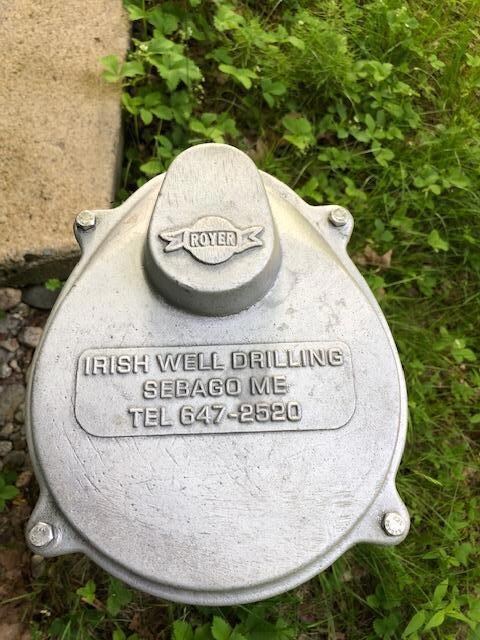 ROYER
IRISH WELL DRILLING
SEBAGO ME
TEL 647-2520